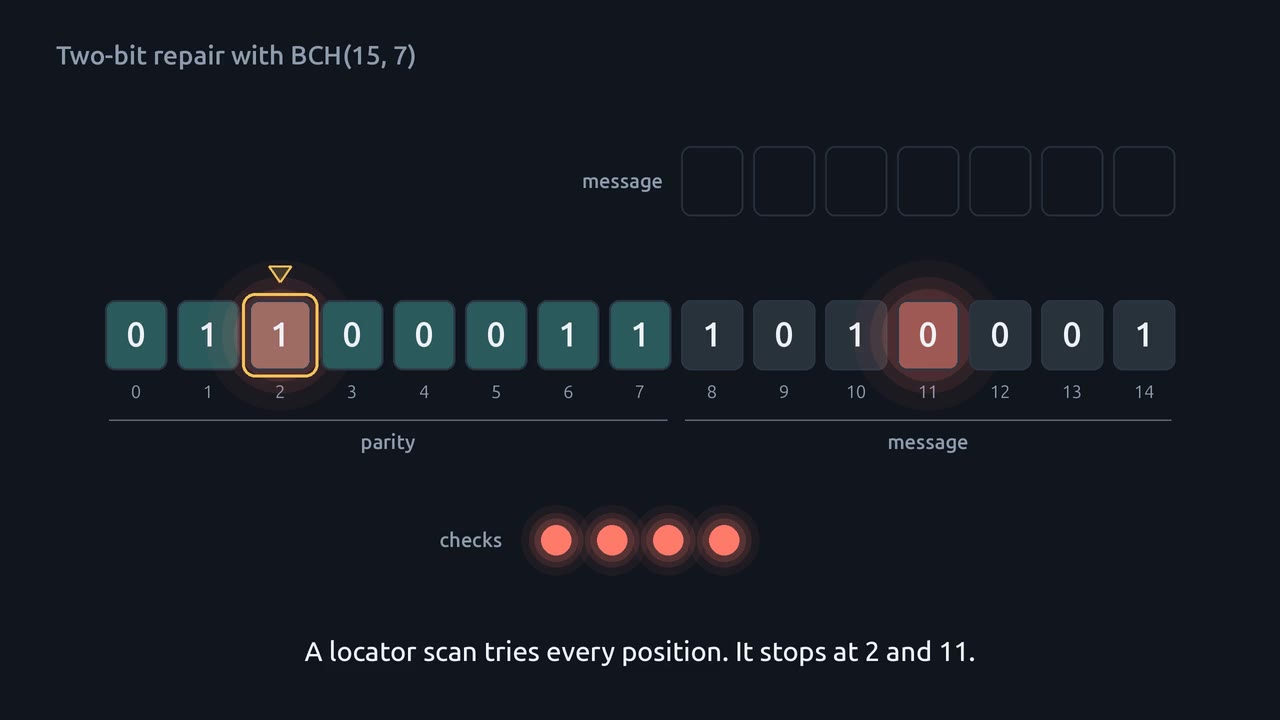 Two-bit repair with BCH(15, 7)
message
0 1 1 0 0 0 1 1 1 0 1 0 0 0 1
0 1 2 3 4 5 6 7 8 9 10 11 12 13 14
parity message
checks
A locator scan tries every position. It stops at 2 and 11.